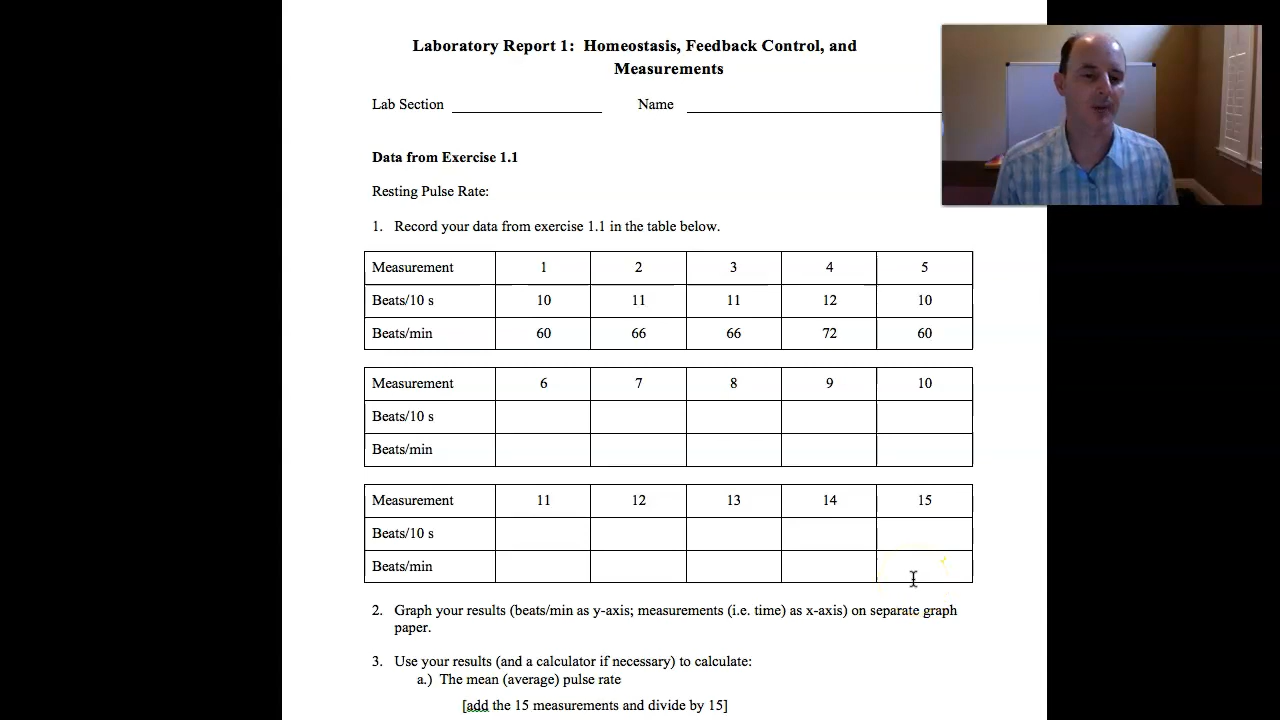 Laboratory Report 1: Homeostasis, Feedback Control, and
Measurements
Lab Section Name
Data from Exercise 1.1
Resting Pulse Rate:
1. Record your data from exercise 1.1 in the table below.
Measurement 1 2 3 4 5
Beats/10 s 10 11 11 12 10
Beats/min 60 66 66 72 60
Measurement 6 7 8 9 10
Beats/10 s
Beats/min
Measurement 11 12 13 14 15
Beats/10 s
Beats/min
2. Graph your results (beats/min as y-axis; measurements (i.e. time) as x-axis) on separate graph
paper.
3. Use your results (and a calculator if necessary) to calculate:
a.) The mean (average) pulse rate
[add the 15 measurements and divide by 15]